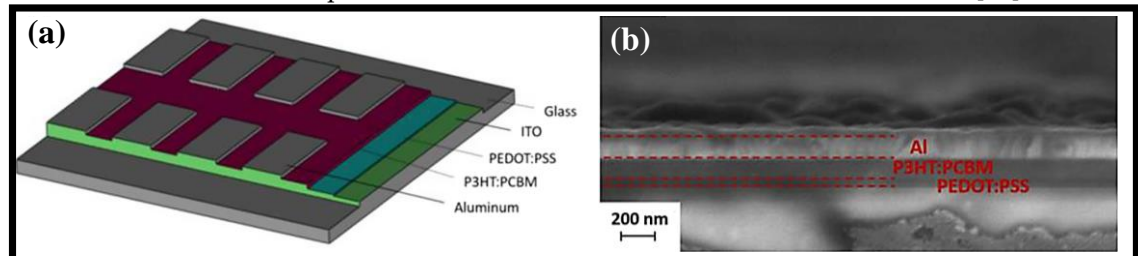 (a)
Glass
ITO
PEDOT:PSS
P3HT:PCBM
Aluminum
(b)
Al
P3HT:PCBM
PEDOT:PSS
200 nm